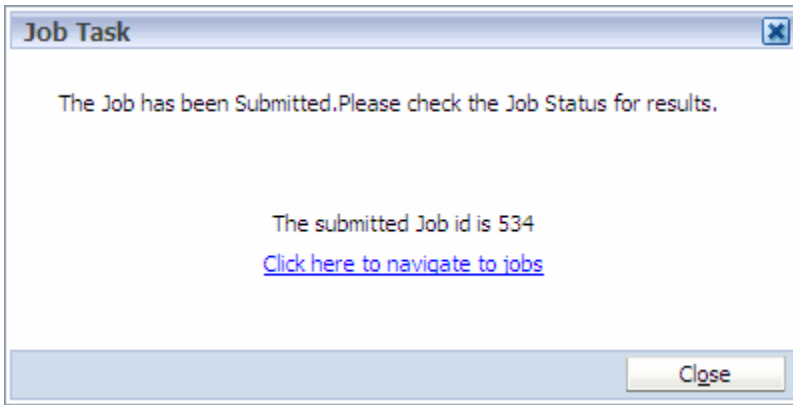 Job Task
The Job has been Submitted.Please check the Job Status for results.
The submitted Job id is 534
Click here to navigate to jobs
Close